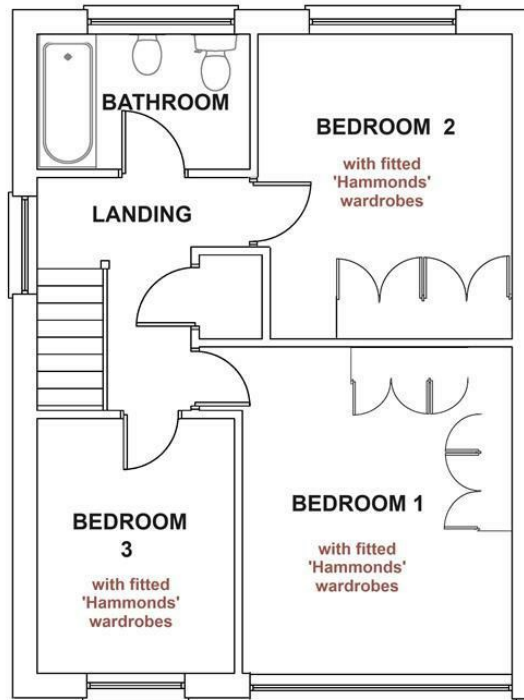 BATHROOM
BEDROOM 2
with fitted
'Hammonds'
wardrobes
LANDING
BEDROOM 1
with fitted
'Hammonds'
wardrobes
BEDROOM
3
with fitted
'Hammonds'
wardrobes